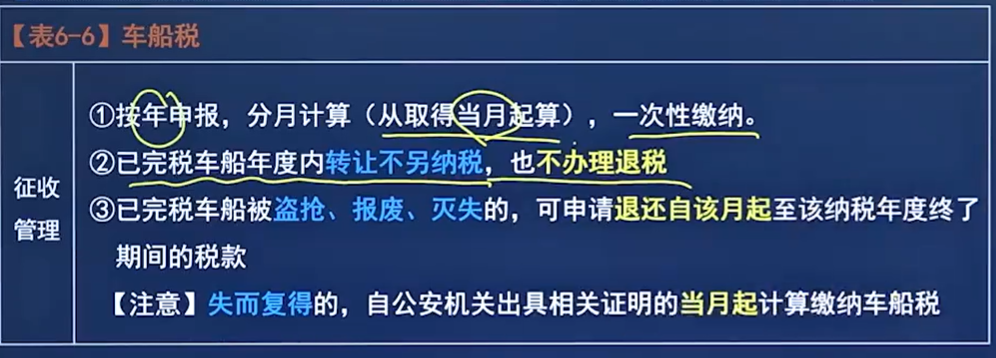 【表6-6】车船税
征收
管理
①按年申报，分月计算（从取得当月起算），一次性缴纳。
②已完税车船年度内转让不另纳税，也不办理退税
③已完税车船被盗抢、报废、灭失的，可申请退还自该月起至该纳税年度终了
期间的税款
【注意】失而复得的，自公安机关出具相关证明的当月起计算缴纳车船税